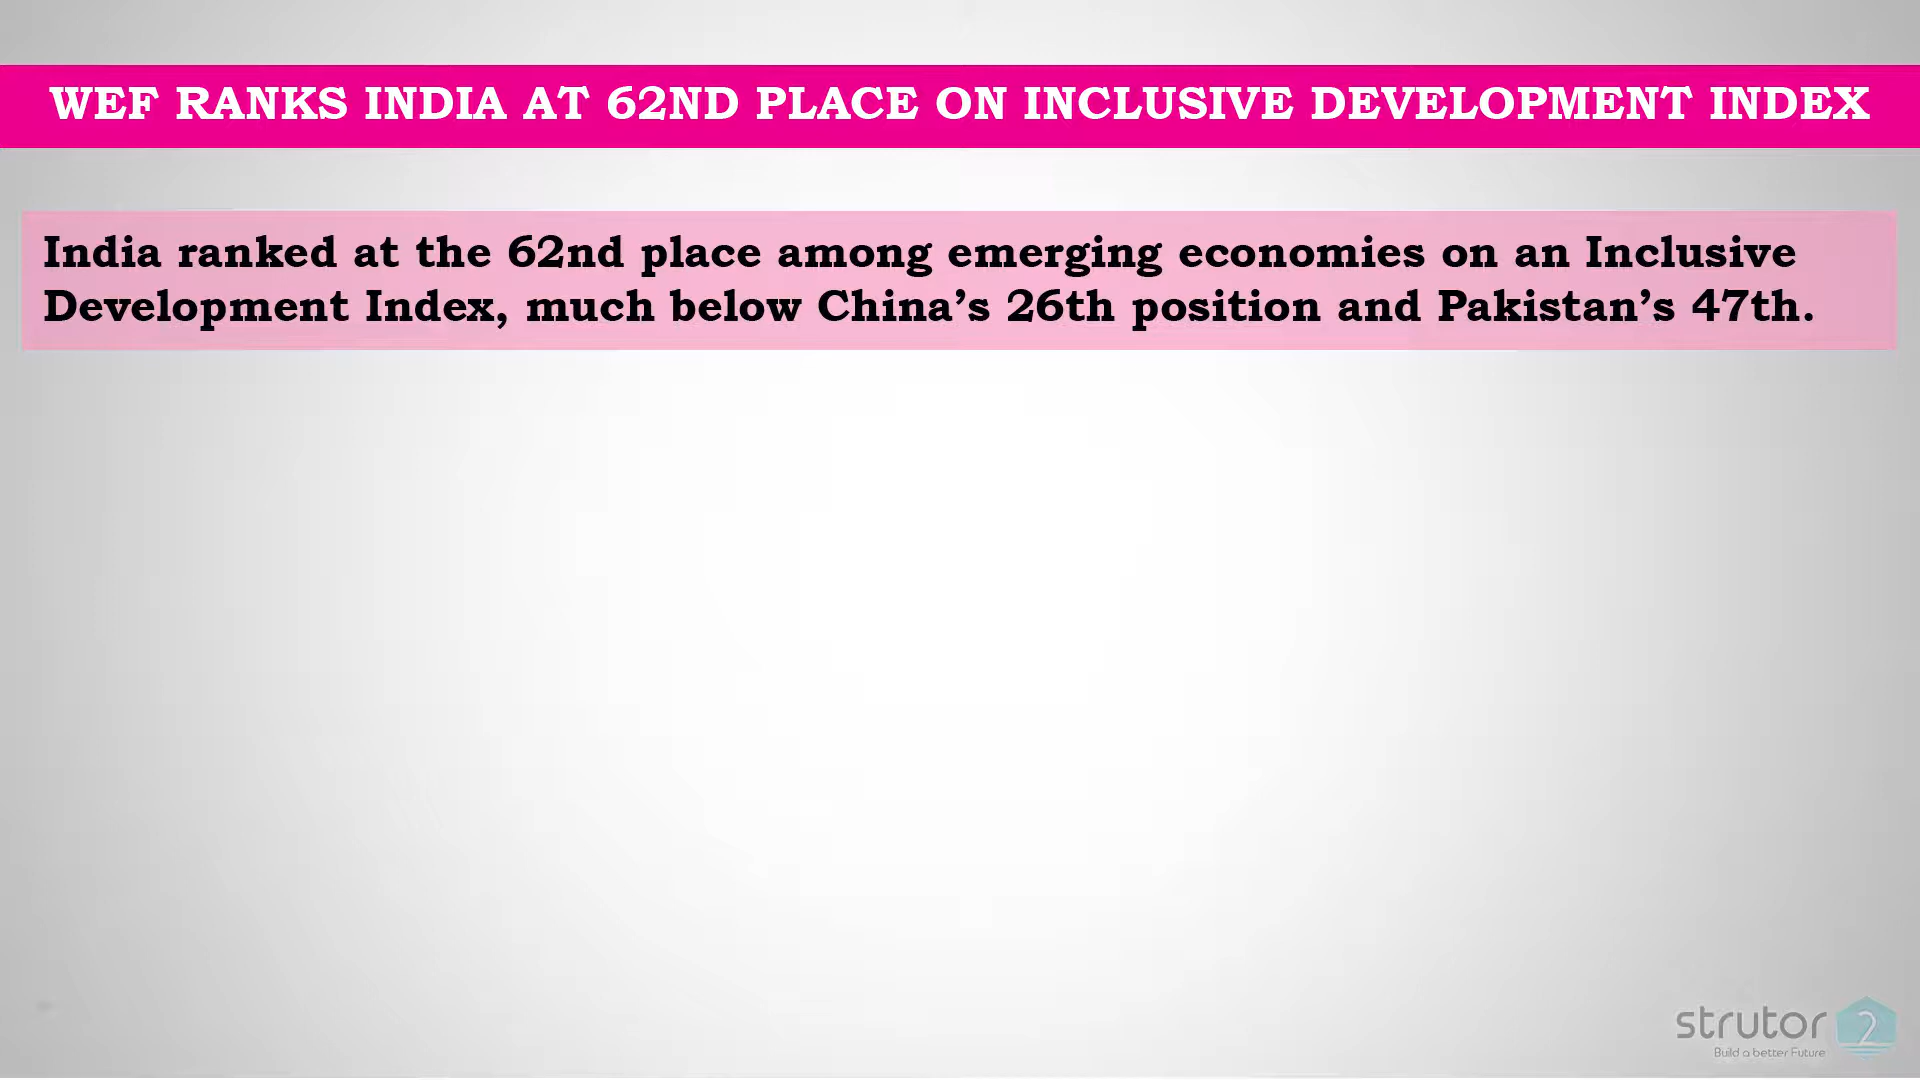 WEF RANKS INDIA AT 62ND PLACE ON INCLUSIVE DEVELOPMENT INDEX
India ranked at the 62nd place among emerging economies on an Inclusive
Development Index, much below China’s 26th position and Pakistan’s 47th.
strutor 2
Build a better Future